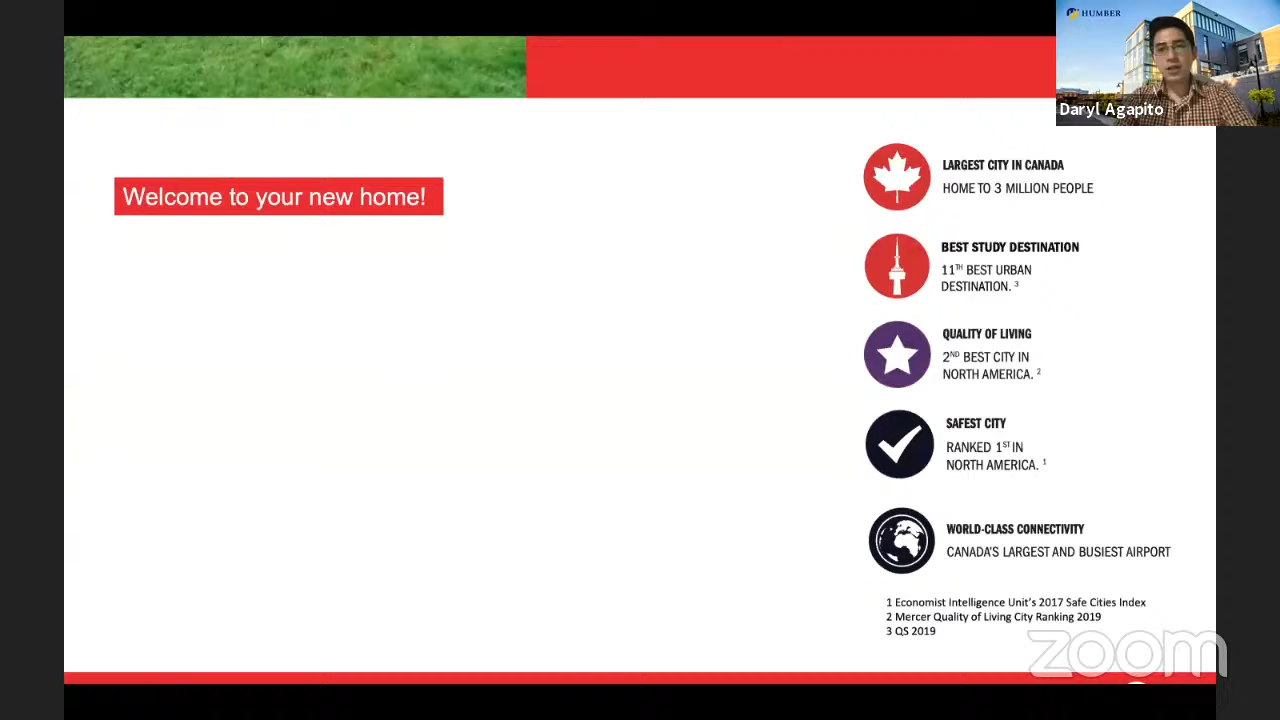 HUMBER
Daryl Agapito
Welcome to your new home!
LARGEST CITY IN CANADA
HOME TO 3 MILLION PEOPLE
BEST STUDY DESTINATION
11TH BEST URBAN
DESTINATION. 3
QUALITY OF LIVING
2ND BEST CITY IN
NORTH AMERICA. 2
SAFEST CITY
RANKED 1ST IN
NORTH AMERICA. 1
WORLD-CLASS CONNECTIVITY
CANADA'S LARGEST AND BUSIEST AIRPORT
1 Economist Intelligence Unit's 2017 Safe Cities Index
2 Mercer Quality of Living City Ranking 2019
3 QS 2019
zoom